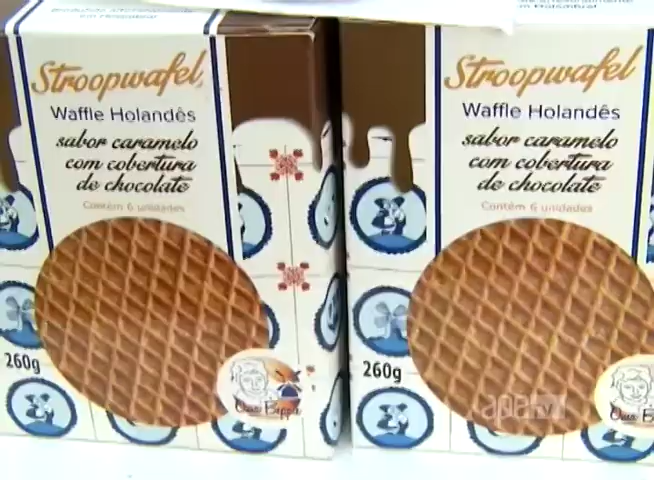 Stroopwafel
Waffle Holandês
sabor caramelo
com cobertura
de chocolate
Contém 6 unidades
260g
Stroopwafel
Waffle Holandês
sabor caramelo
com cobertura
de chocolate
Contém 6 unidades
260g